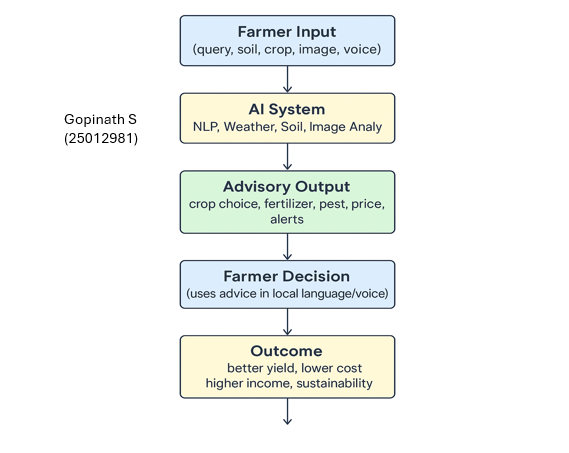 Farmer Input
(query, soil, crop, image, voice)
Gopinath S
(25012981)
AI System
NLP, Weather, Soil, Image Analy
Advisory Output
crop choice, fertilizer, pest, price,
alerts
Farmer Decision
(uses advice in local language/voice)
Outcome
better yield, lower cost
higher income, sustainability